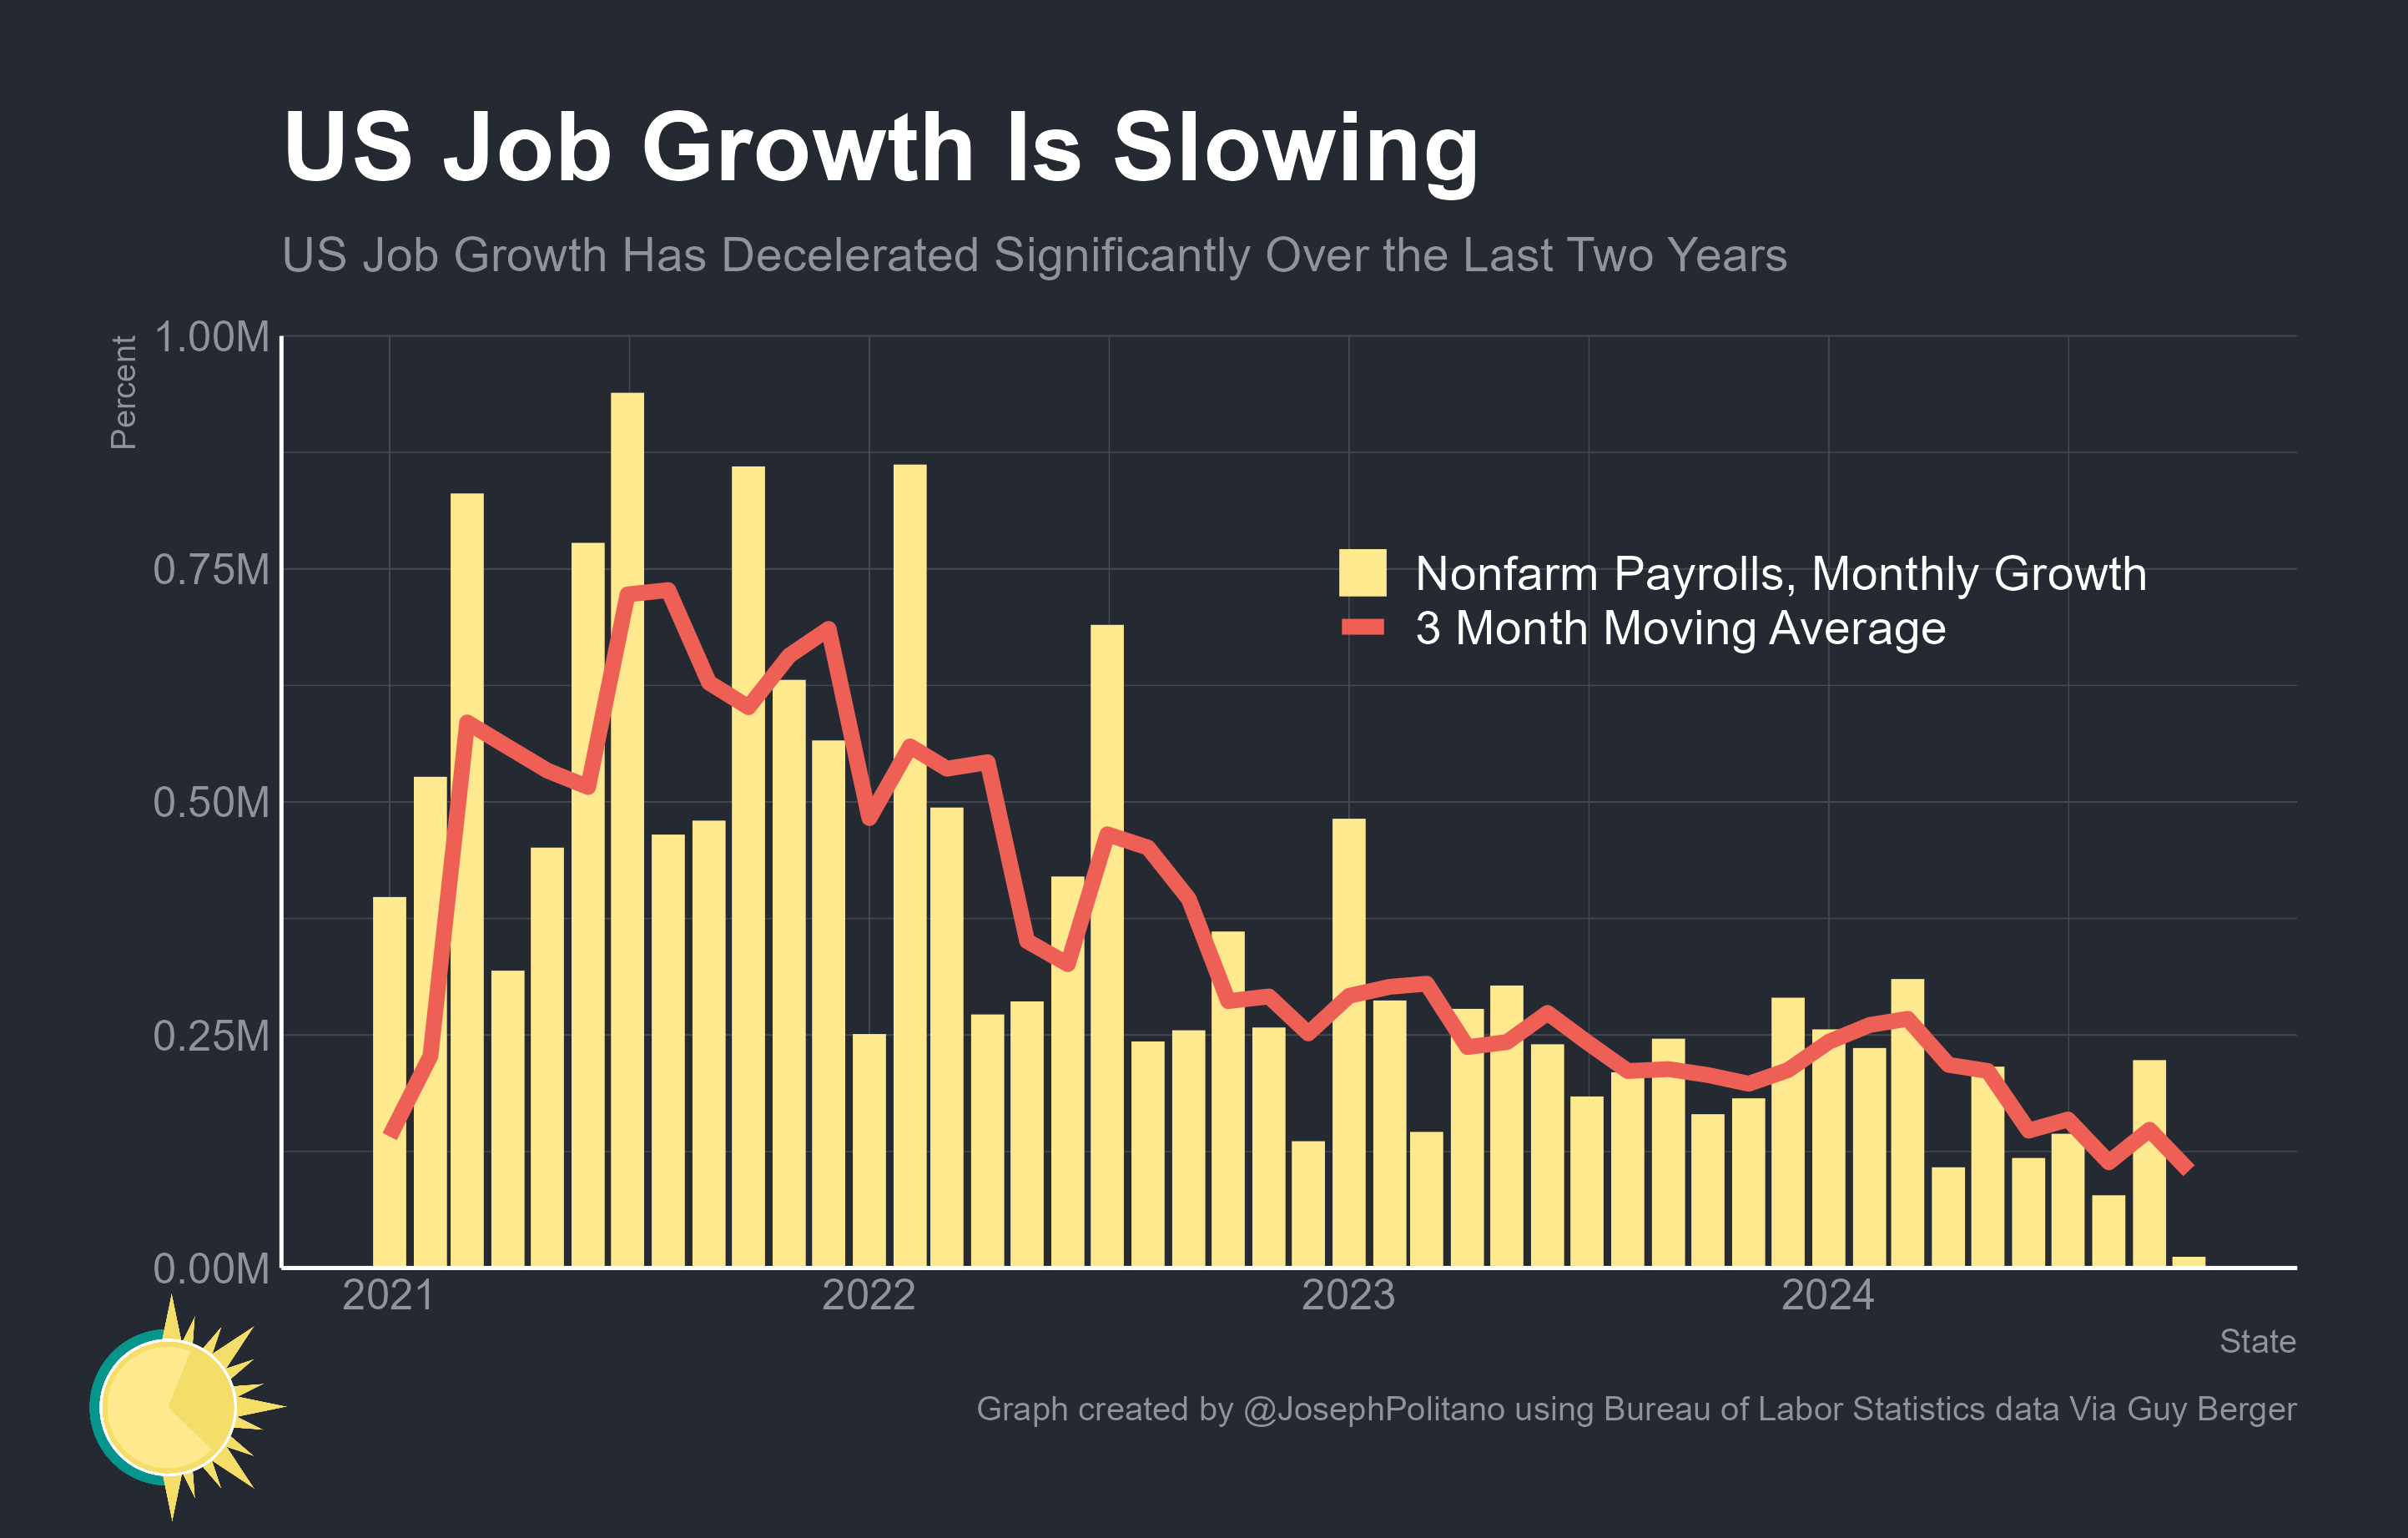 US Job Growth Is Slowing
US Job Growth Has Decelerated Significantly Over the Last Two Years
Percent
1.00M
0.75M
0.50M
0.25M
0.00M
Nonfarm Payrolls, Monthly Growth
3 Month Moving Average
2021 2022 2023 2024
State
Graph created by @JosephPolitano using Bureau of Labor Statistics data Via Guy Berger